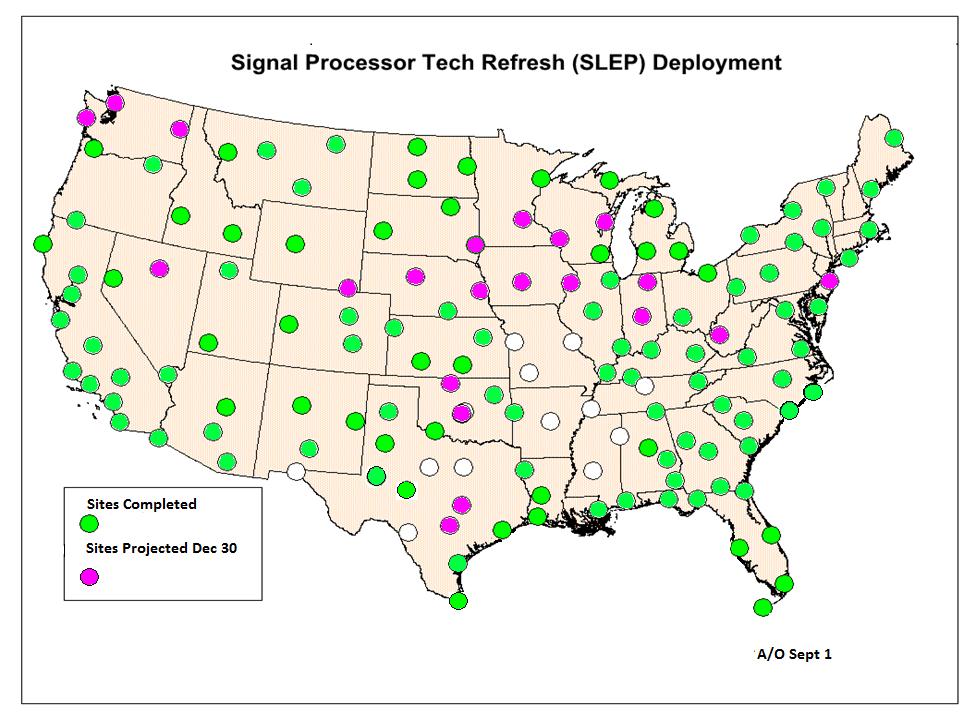 Signal Processor Tech Refresh (SLEP) Deployment
Sites Completed
Sites Projected Dec 30
A/O Sept 1